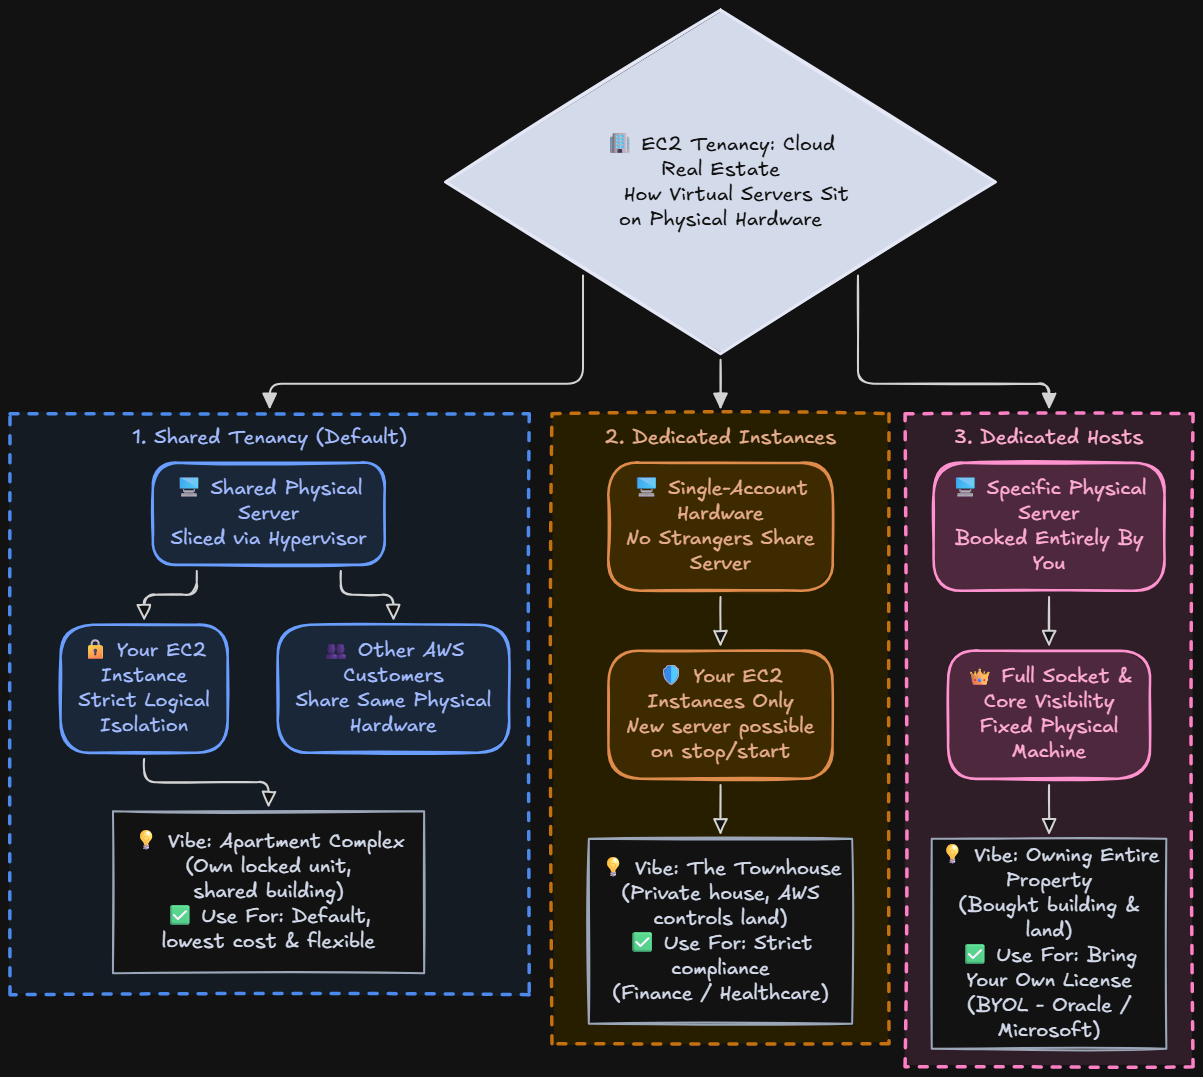 🏢 EC2 Tenancy: Cloud
Real Estate
How Virtual Servers Sit
on Physical Hardware
1. Shared Tenancy (Default)
🖥️ Shared Physical
Server
Sliced via Hypervisor
🔒 Your EC2
Instance
Strict Logical
Isolation
👥 Other AWS
Customers
Share Same Physical
Hardware
💡 Vibe: Apartment Complex
(Own locked unit,
shared building)
✅ Use For: Default,
lowest cost & flexible
2. Dedicated Instances
🖥️ Single-Account
Hardware
No Strangers Share
Server
🛡️ Your EC2
Instances Only
New server possible
on stop/start
💡 Vibe: The Townhouse
(Private house, AWS
controls land)
✅ Use For: Strict
compliance
(Finance / Healthcare)
3. Dedicated Hosts
🖥️ Specific Physical
Server
Booked Entirely By
You
👑 Full Socket &
Core Visibility
Fixed Physical
Machine
💡 Vibe: Owning Entire
Property
(Bought building &
land)
✅ Use For: Bring
Your Own License
(BYOL - Oracle /
Microsoft)